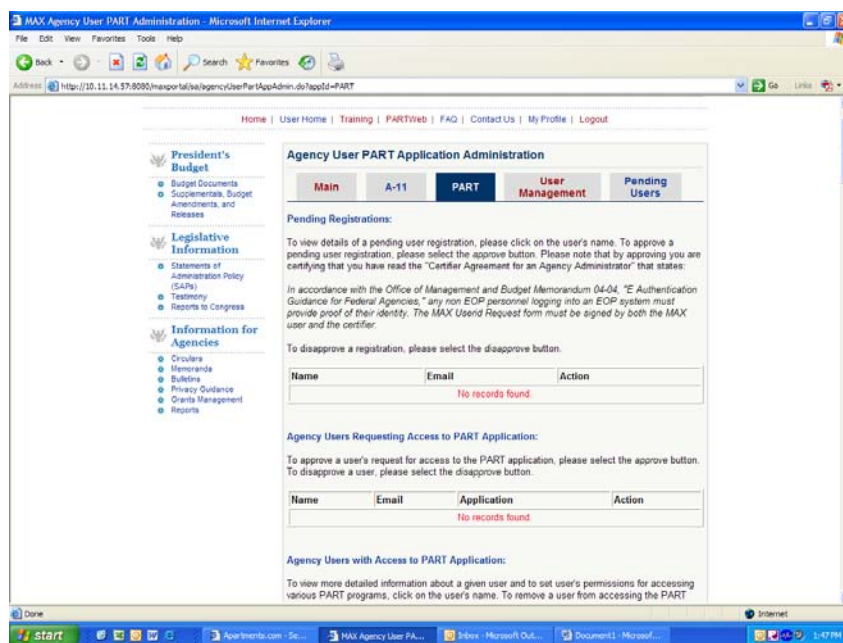 MAX Agency User PART Administration - Microsoft Internet Explorer
File Edit View Favorites Tools Help
Back Search Favorites
Address http://10.11.14.57:8080/maxportal/sa/agencyUserPartAppAdmin.do?appId=PART Go Links
Home | User Home | Training | PARTWeb | FAQ | Contact Us | My Profile | Logout
President's
Budget
Budget Documents
Supplementals, Budget
Amendments, and
Releases
Legislative
Information
Statements of
Administration Policy
(SAPs)
Testimony
Reports to Congress
Information for
Agencies
Circulars
Memoranda
Bulletins
Privacy Guidance
Grants Management
Reports
Agency User PART Application Administration
Main A-11 PART User Management Pending Users
Pending Registrations:
To view details of a pending user registration, please click on the user's name. To approve a
pending user registration, please select the approve button. Please note that by approving you are
certifying that you have read the "Certifier Agreement for an Agency Administrator" that states:
In accordance with the Office of Management and Budget Memorandum 04-04, "E Authentication
Guidance for Federal Agencies," any non EOP personnel logging into an EOP system must
provide proof of their identity. The MAX Userid Request form must be signed by both the MAX
user and the certifier.
To disapprove a registration, please select the disapprove button.
Name Email Action
No records found.
Agency Users Requesting Access to PART Application:
To approve a user's request for access to the PART application, please select the approve button.
To disapprove a user, please select the disapprove button.
Name Email Application Action
No records found.
Agency Users with Access to PART Application:
To view more detailed information about a given user and to set user's permissions for accessing
various PART programs, click on the user's name. To remove a user from accessing the PART
Done Internet
start Apartments.com - Se... MAX Agency User PA... Inbox - Microsoft Out... Document1 - Microsof... 1:47 PM